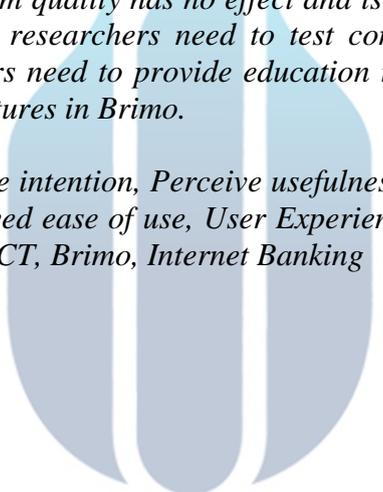 m quality has no effect and is
researchers need to test con
rs need to provide education
tures in Brimo.
e intention, Perceive usefulnes
ed ease of use, User Experien
CT, Brimo, Internet Banking